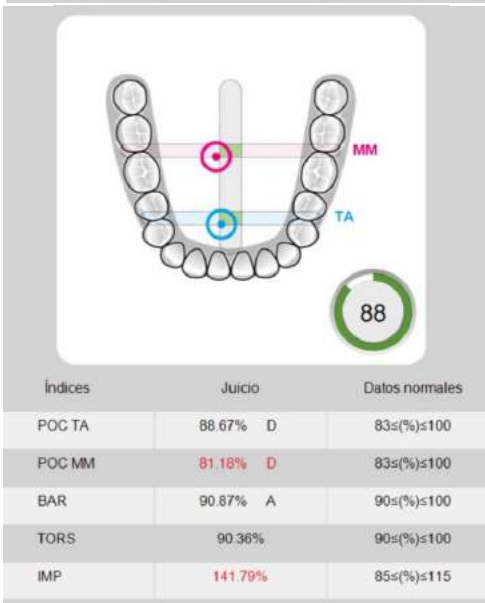 MM
TA
88
Índices Juicio Datos normales
POC TA 88.67% D 83≤(%)≤100
POC MM 81.18% D 83≤(%)≤100
BAR 90.87% A 90≤(%)≤100
TORS 90.36% 90≤(%)≤100
IMP 141.79% 85≤(%)≤115